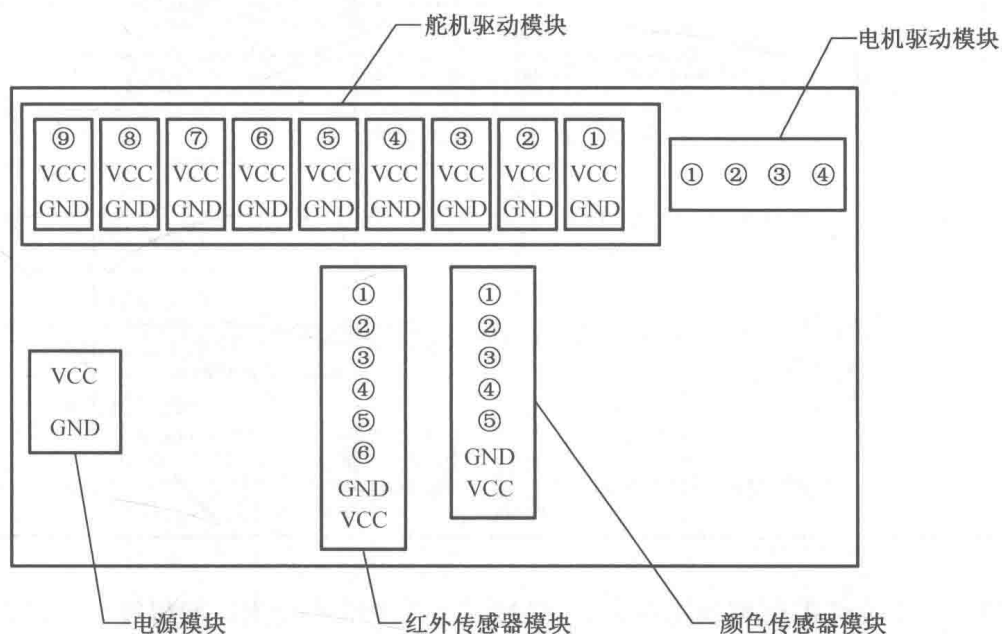 舵机驱动模块
电机驱动模块
⑨ ⑧ ⑦ ⑥ ⑤ ④ ③ ② ①
VCC VCC VCC VCC VCC VCC VCC VCC VCC
GND GND GND GND GND GND GND GND GND
① ② ③ ④
①
②
③
④
⑤
⑥
GND
VCC
①
②
③
④
⑤
GND
VCC
VCC
GND
电源模块
红外传感器模块
颜色传感器模块